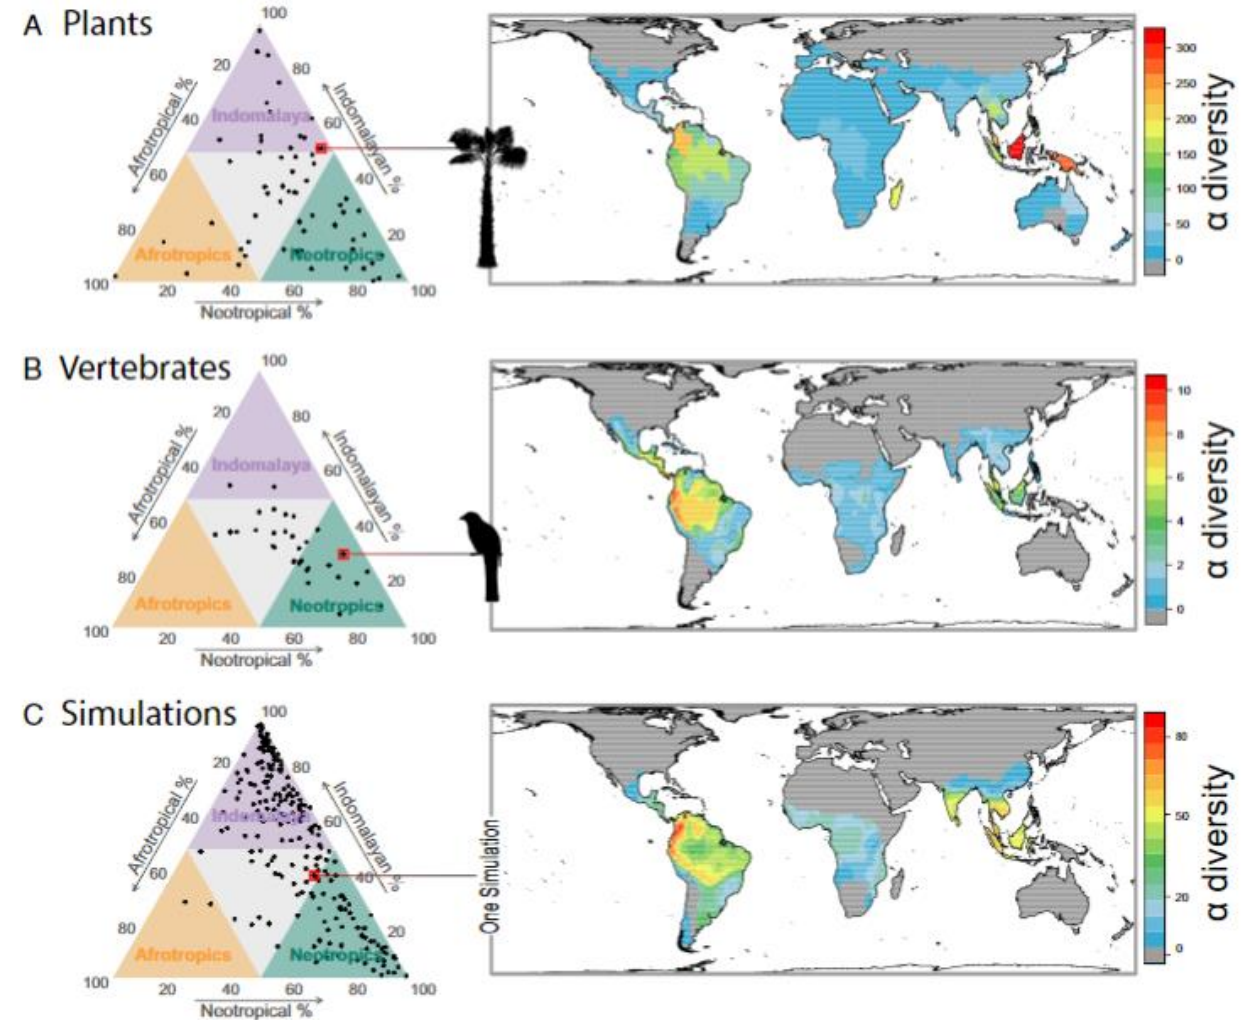 A Plants
100
20
80
Afrotropical %
Indomalayan %
40
Indomalaya
60
60
40
80
20
Afrotropics
Neotropics
100
20
40
60
80
100
Neotropical %
300
250
200
150
100
50
0
α diversity
B Vertebrates
100
20
80
Afrotropical %
Indomalayan %
40
Indomalaya
60
60
40
80
20
Afrotropics
Neotropics
100
20
40
60
80
100
Neotropical %
10
8
6
4
2
0
α diversity
C Simulations
100
20
80
Afrotropical %
Indomalayan %
40
Indomalaya
60
60
40
80
20
Afrotropics
Neotropics
100
20
40
60
80
100
Neotropical %
One Simulation
80
50
20
0
α diversity